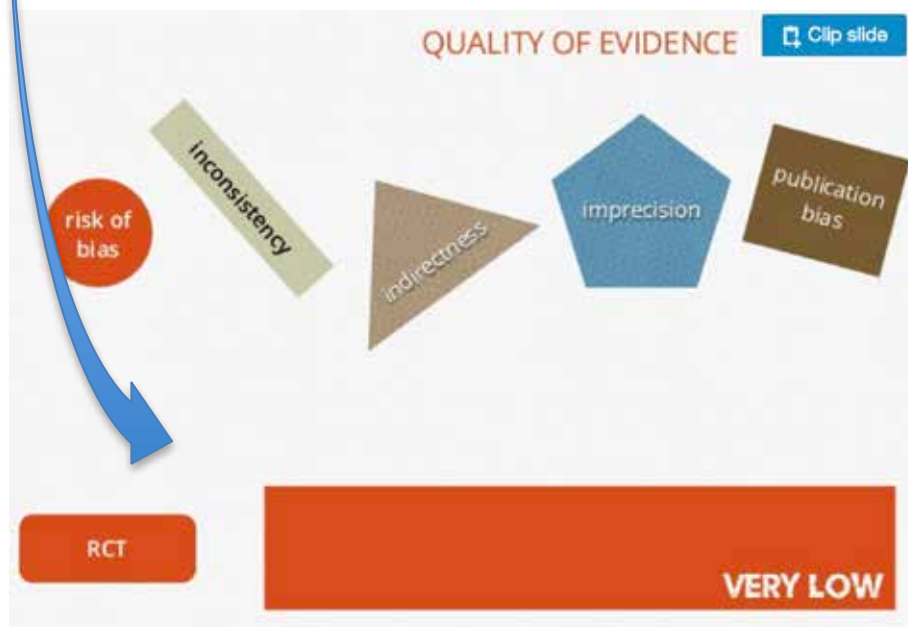 QUALITY OF EVIDENCE
Clip slide
risk of
bias
inconsistency
indirectness
imprecision
publication
bias
RCT
VERY LOW